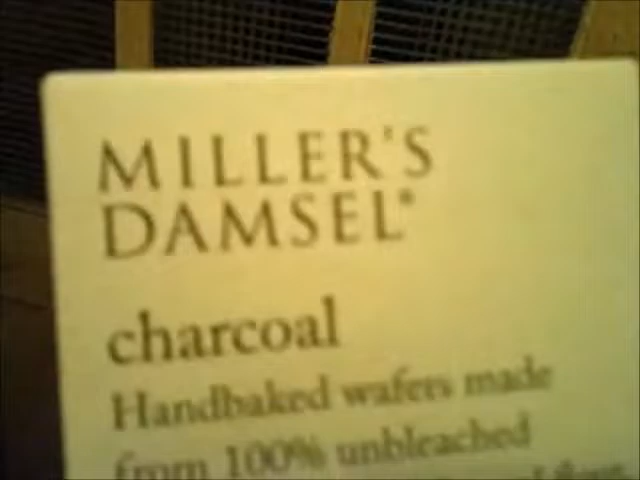 MILLER'S
DAMSEL®
charcoal
Handbaked wafers made
from 100% unbleached